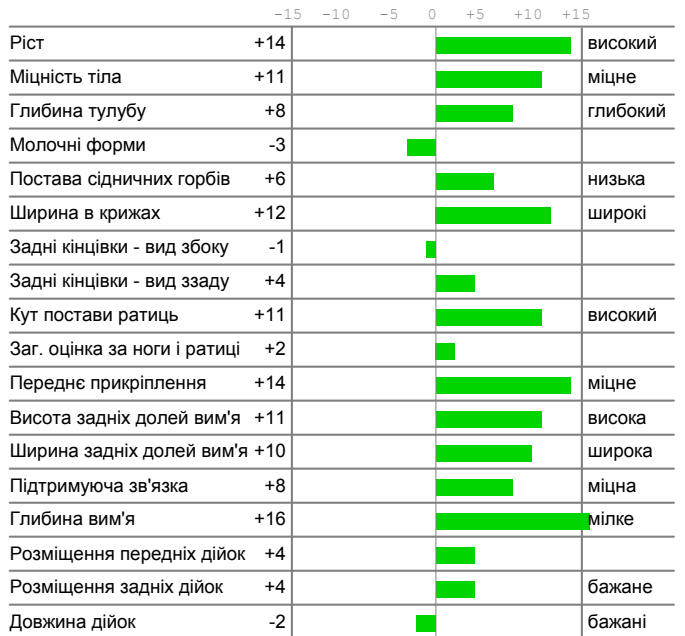 -15 -10 -5 0 +5 +10 +15
Ріст +14 високий
Міцність тіла +11 міцне
Глибина тулубу +8 глибокий
Молочні форми -3
Постава сідничних горбів +6 низька
Ширина в крижах +12 широкі
Задні кінцівки - вид збоку -1
Задні кінцівки - вид ззаду +4
Кут постави ратиць +11 високий
Заг. оцінка за ноги і ратиці +2
Переднє прикріплення +14 міцне
Висота задніх долей вим'я +11 висока
Ширина задніх долей вим'я +10 широка
Підтримуюча зв'язка +8 міцна
Глибина вим'я +16 мілке
Розміщення передніх дійок +4
Розміщення задніх дійок +4 бажане
Довжина дійок -2 бажані